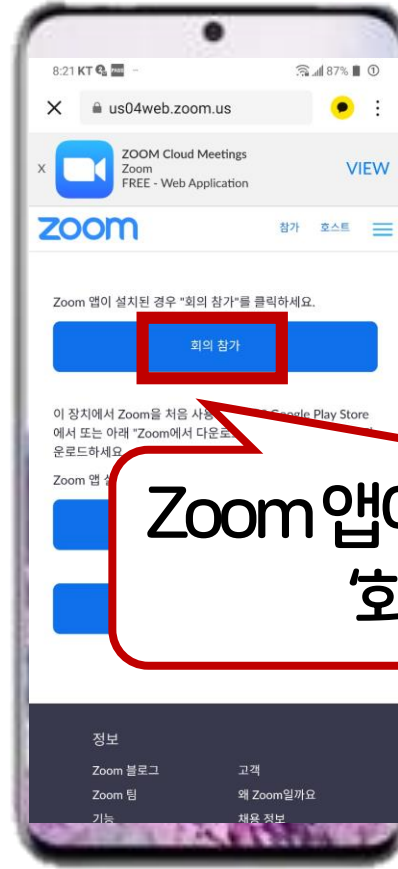 8:21 KT 87%
us04web.zoom.us
ZOOM Cloud Meetings
x Zoom VIEW
FREE - Web Application
zoom 참가 호스트
Zoom 앱이 설치된 경우 "회의 참가"를 클릭하세요.
회의 참가
이 장치에서 Zoom을 처음 Google Play Store
에서 또는 아래 "Zoom에서
운로드하세요
Zoom 앱
Zoom 앱
정보
Zoom 블로그 고객
Zoom 팀 왜 Zoom일까요
기능 채용 정보